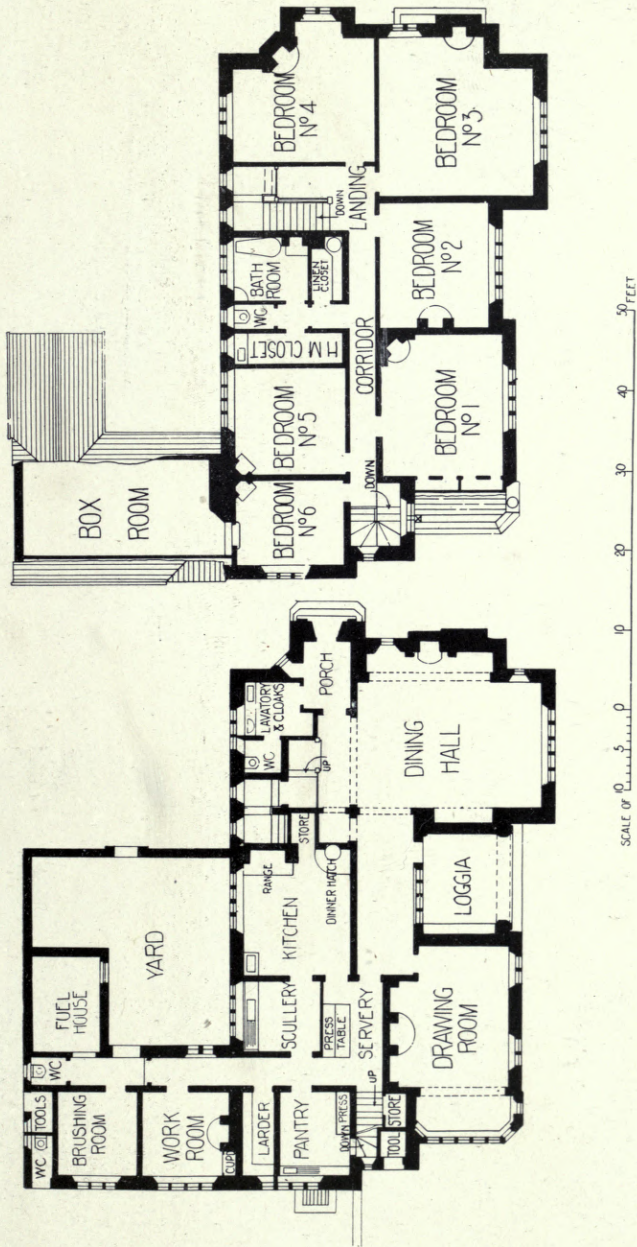 BOX
ROOM
BEDROOM
Nº 6
BEDROOM
Nº 5
H M CLOSET
WC
BATH
ROOM
LINEN
CLOSET
DOWN
LANDING
BEDROOM
Nº 4
DOWN
CORRIDOR
BEDROOM
Nº 1
BEDROOM
Nº 2
BEDROOM
Nº 3
WC
TOOLS
WC
FUEL
HOUSE
YARD
BRUSHING
ROOM
WORK
ROOM
CUPD
LARDER
PANTRY
PRESS
DOWN
SCULLERY
PRESS
TABLE
KITCHEN
RANGE
DINNER HATCH
STORE
WC
LAVATORY
& CLOAKS
UP
PORCH
SERVERY
UP
STORE
TOOL
DRAWING
ROOM
LOGGIA
DINING
HALL
SCALE OF 10 5 0 10 20 30 40 50 FEET